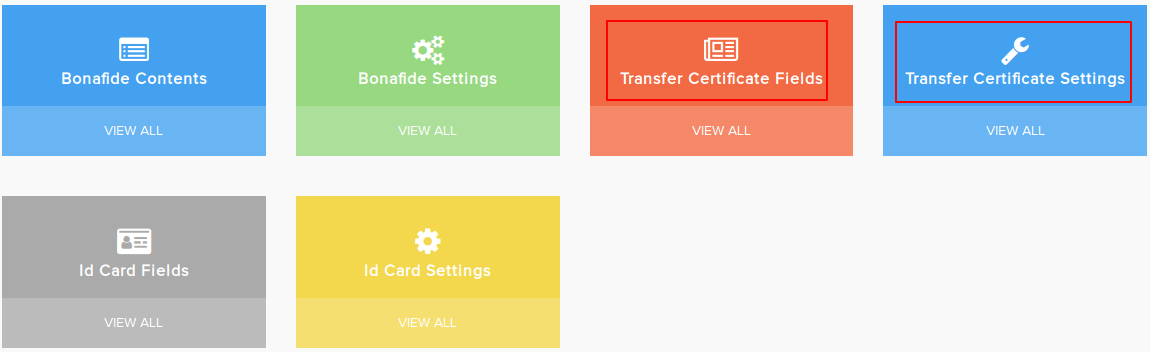 Bonafide Contents
VIEW ALL
Bonafide Settings
VIEW ALL
Transfer Certificate Fields
VIEW ALL
Transfer Certificate Settings
VIEW ALL
Id Card Fields
VIEW ALL
Id Card Settings
VIEW ALL